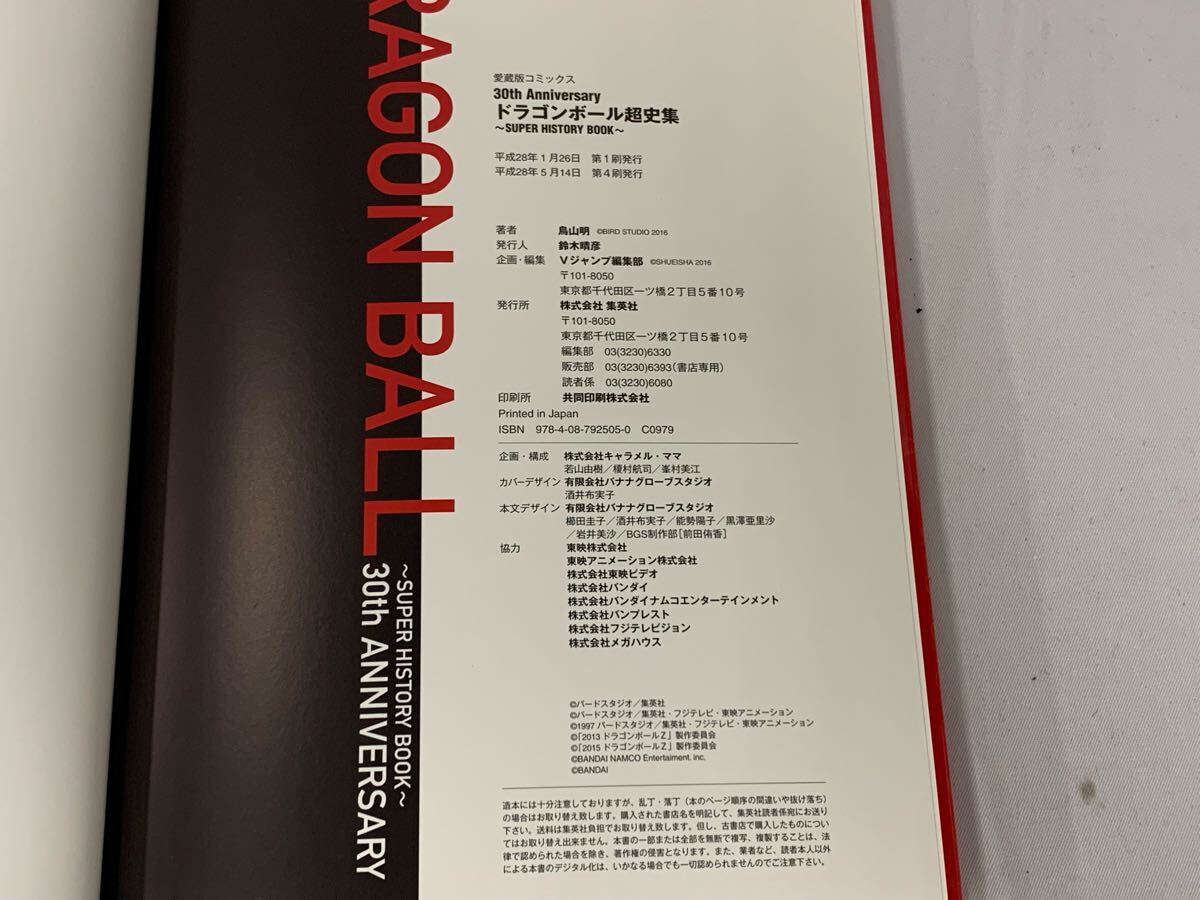 RAGON BALL
~SUPER HISTORY BOOK~
30th ANNIVERSARY
愛蔵版コミックス
30th Anniversary
ドラゴンボール超史集
~SUPER HISTORY BOOK~
平成28年1月26日 第1刷発行
平成28年5月14日 第4刷発行
著者 鳥山明 ©BIRD STUDIO 2016
発行人 鈴木晴彦
企画・編集 Vジャンプ編集部 ©SHUEISHA 2016
〒101-8050
東京都千代田区一ツ橋2丁目5番10号
発行所 株式会社 集英社
〒101-8050
東京都千代田区一ツ橋2丁目5番10号
編集部 03(3230)6330
販売部 03(3230)6393(書店専用)
読者係 03(3230)6080
印刷所 共同印刷株式会社
Printed in Japan
ISBN 978-4-08-792505-0 C0979
企画・構成 株式会社キャラメル・ママ
若山由樹/榎村航司/峯村美江
カバーデザイン 有限会社バナナグローブスタジオ
酒井布実子
本文デザイン 有限会社バナナグローブスタジオ
櫛田圭子/酒井布実子/能勢陽子/黒澤亜里沙
/岩井美沙/BGS制作部[前田侑香]
協力 東映株式会社
東映アニメーション株式会社
株式会社東映ビデオ
株式会社バンダイ
株式会社バンダイナムコエンターテインメント
株式会社バンプレスト
株式会社フジテレビジョン
株式会社メガハウス
©バードスタジオ/集英社
©バードスタジオ/集英社・フジテレビ・東映アニメーション
©1997 バードスタジオ/集英社・フジテレビ・東映アニメーション
©「2013 ドラゴンボールZ」製作委員会
©「2015 ドラゴンボールZ」製作委員会
©BANDAI NAMCO Entertaiment. inc.
©BANDAI
造本には十分注意しておりますが、乱丁・落丁(本のページ順序の間違いや抜け落ち)
の場合はお取り替え致します。購入された書店名を明記して、集英社読者係宛にお送り
下さい。送料は集英社負担でお取り替え致します。但し、古書店で購入したものについ
てはお取り替え出来ません。本書の一部または全部を無断で複写、複製することは、法
律で認められた場合を除き、著作権の侵害となります。また、業者など、読者本人以外
による本書のデジタル化は、いかなる場合でも一切認められませんのでご注意下さい。